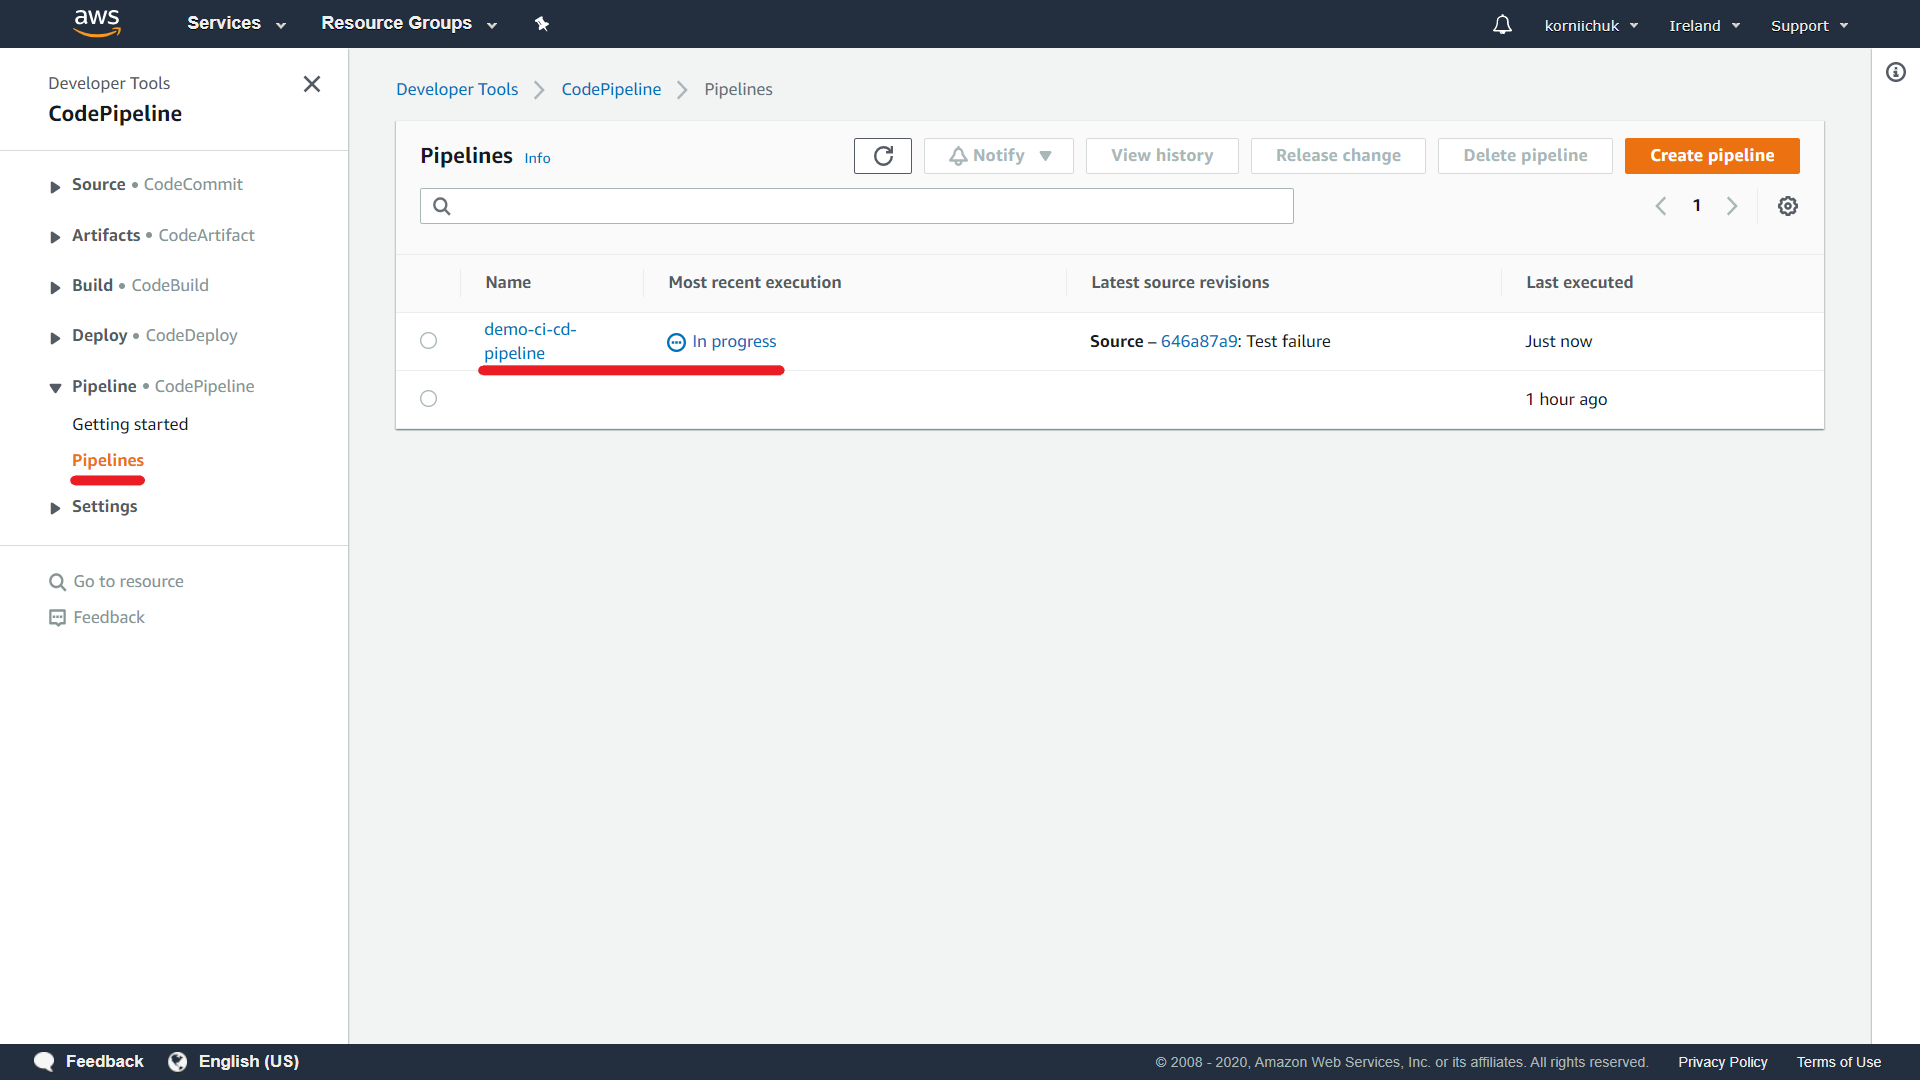 aws
Services
Resource Groups
korniichuk
Ireland
Support
Developer Tools
CodePipeline
Source • CodeCommit
Artifacts • CodeArtifact
Build • CodeBuild
Deploy • CodeDeploy
Pipeline • CodePipeline
Getting started
Pipelines
Settings
Go to resource
Feedback
Developer Tools
CodePipeline
Pipelines
Pipelines Info
Notify
View history
Release change
Delete pipeline
Create pipeline
1
Name
Most recent execution
Latest source revisions
Last executed
demo-ci-cd-
pipeline
In progress
Source – 646a87a9: Test failure
Just now
1 hour ago
Feedback
English (US)
© 2008 - 2020, Amazon Web Services, Inc. or its affiliates. All rights reserved.
Privacy Policy
Terms of Use